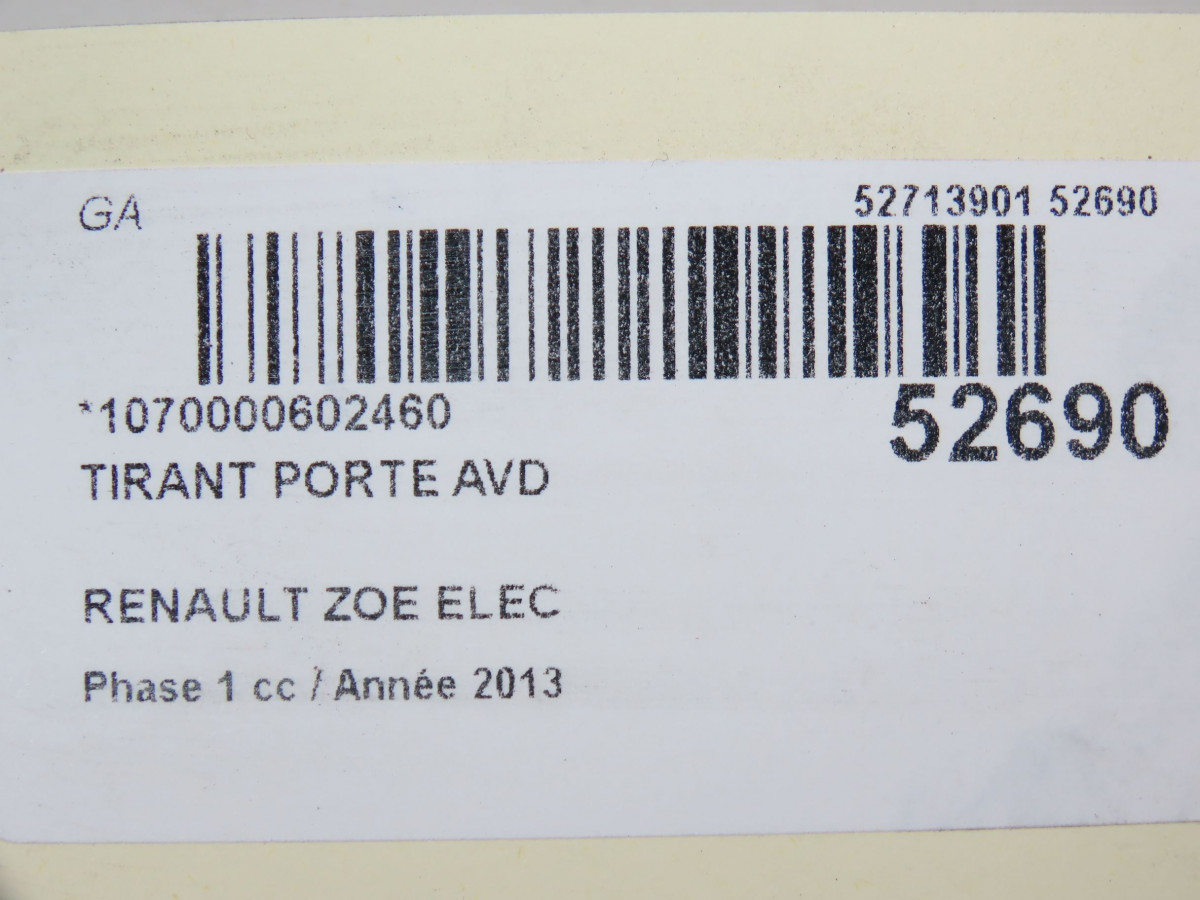 GA 52713901 52690
*1070000602460 52690
TIRANT PORTE AVD
RENAULT ZOE ELEC
Phase 1 cc / Année 2013